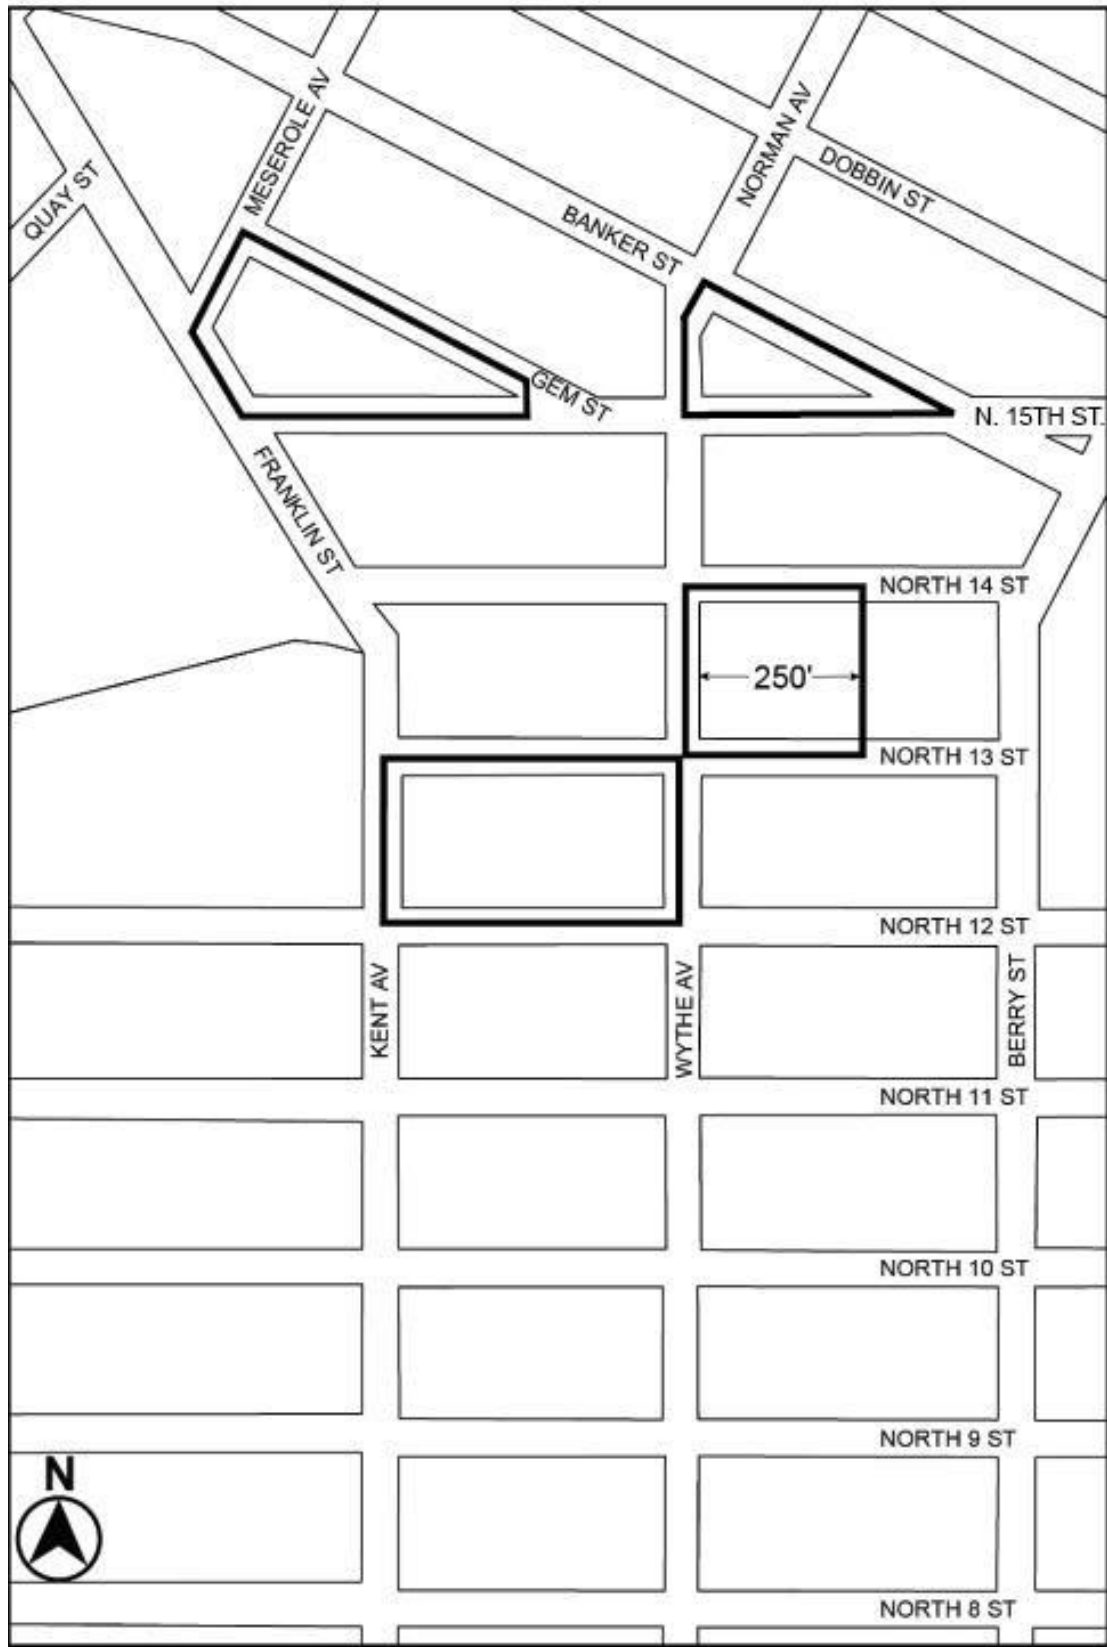 MESEROLE AV
NORMAN AV
QUAY ST
DOBBIN ST
BANKER ST
GEM ST
N. 15TH ST.
FRANKLIN ST
NORTH 14 ST
250'
NORTH 13 ST
NORTH 12 ST
KENT AV
WYTHE AV
BERRY ST
NORTH 11 ST
NORTH 10 ST
NORTH 9 ST
N
NORTH 8 ST